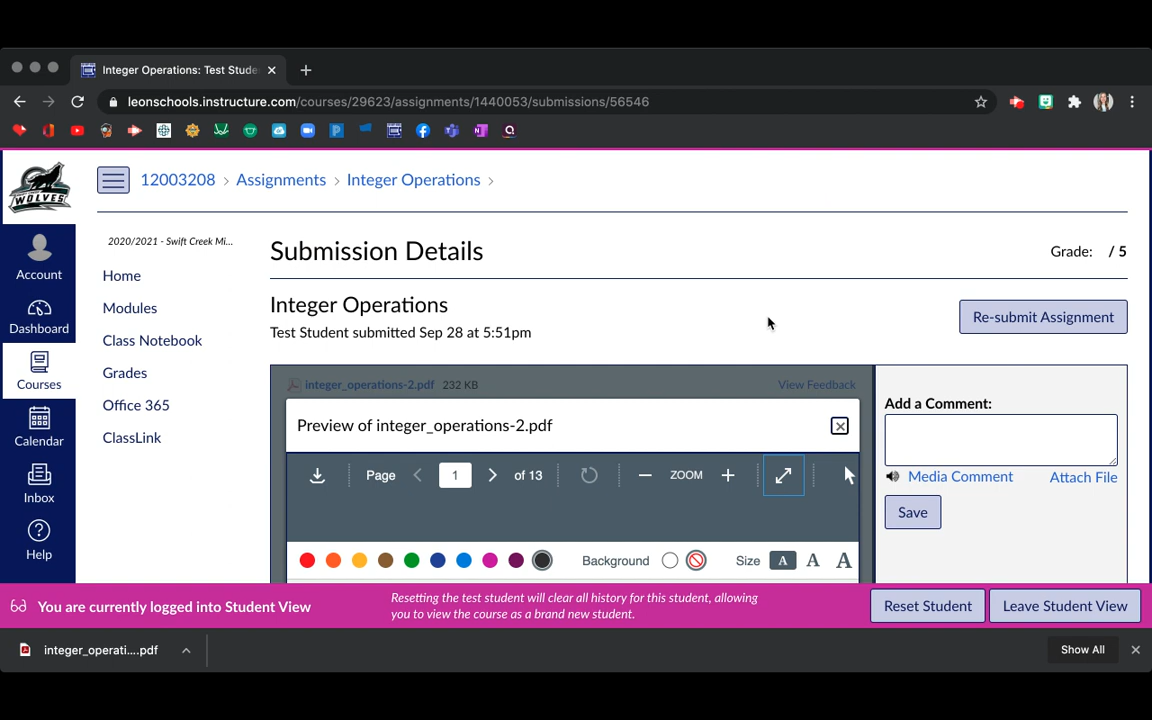 Integer Operations: Test Stude
leonschools.instructure.com/courses/29623/assignments/1440053/submissions/56546
WOLVES
12003208 > Assignments > Integer Operations >
2020/2021 - Swift Creek Mi...
Home
Modules
Class Notebook
Grades
Office 365
ClassLink
Account
Dashboard
Courses
Calendar
Inbox
Help
Submission Details
Grade: / 5
Integer Operations
Test Student submitted Sep 28 at 5:51pm
Re-submit Assignment
integer_operations-2.pdf 232 KB
View Feedback
Preview of integer_operations-2.pdf
Page 1 of 13
ZOOM
Background
Size A A A
Add a Comment:
Media Comment
Attach File
Save
You are currently logged into Student View
Resetting the test student will clear all history for this student, allowing
you to view the course as a brand new student.
Reset Student
Leave Student View
integer_operati....pdf
Show All